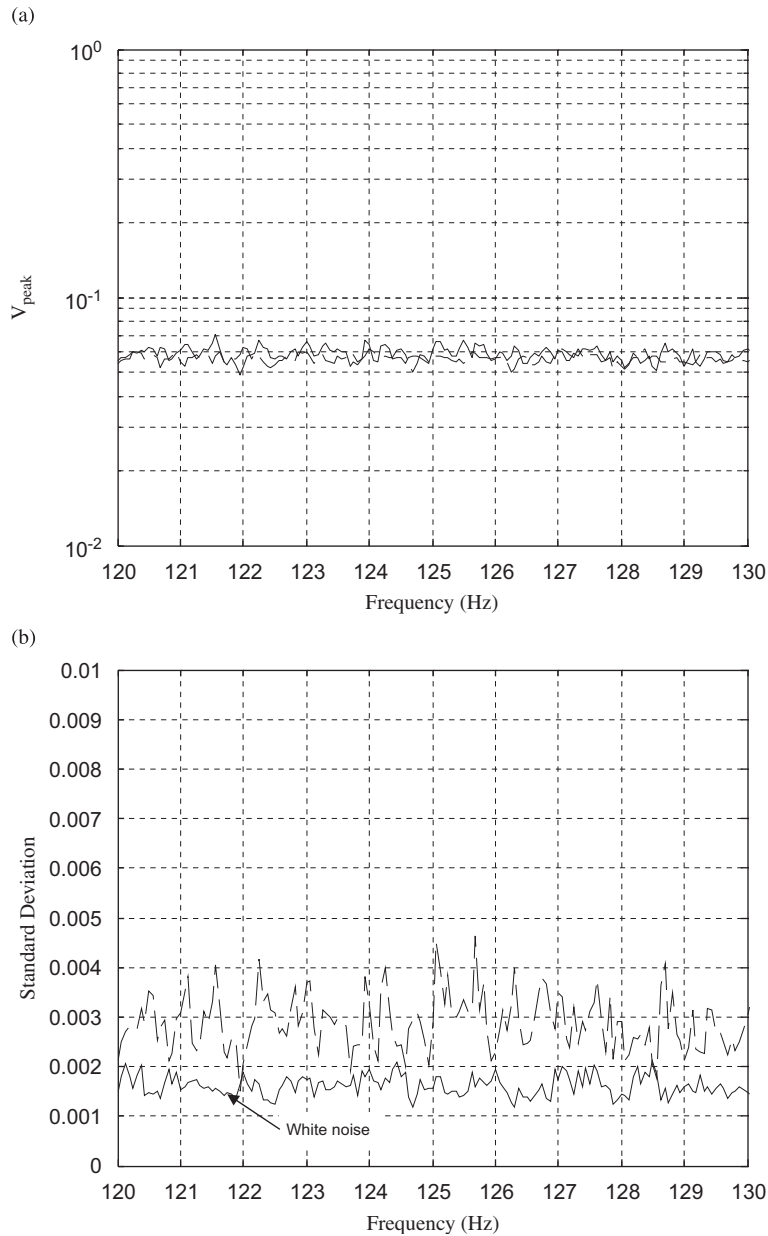 (a)
10⁰
10⁻¹
10⁻²
V_peak
120 121 122 123 124 125 126 127 128 129 130
Frequency (Hz)
(b)
0.01
0.009
0.008
0.007
0.006
0.005
0.004
0.003
0.002
0.001
0
Standard Deviation
White noise
120 121 122 123 124 125 126 127 128 129 130
Frequency (Hz)